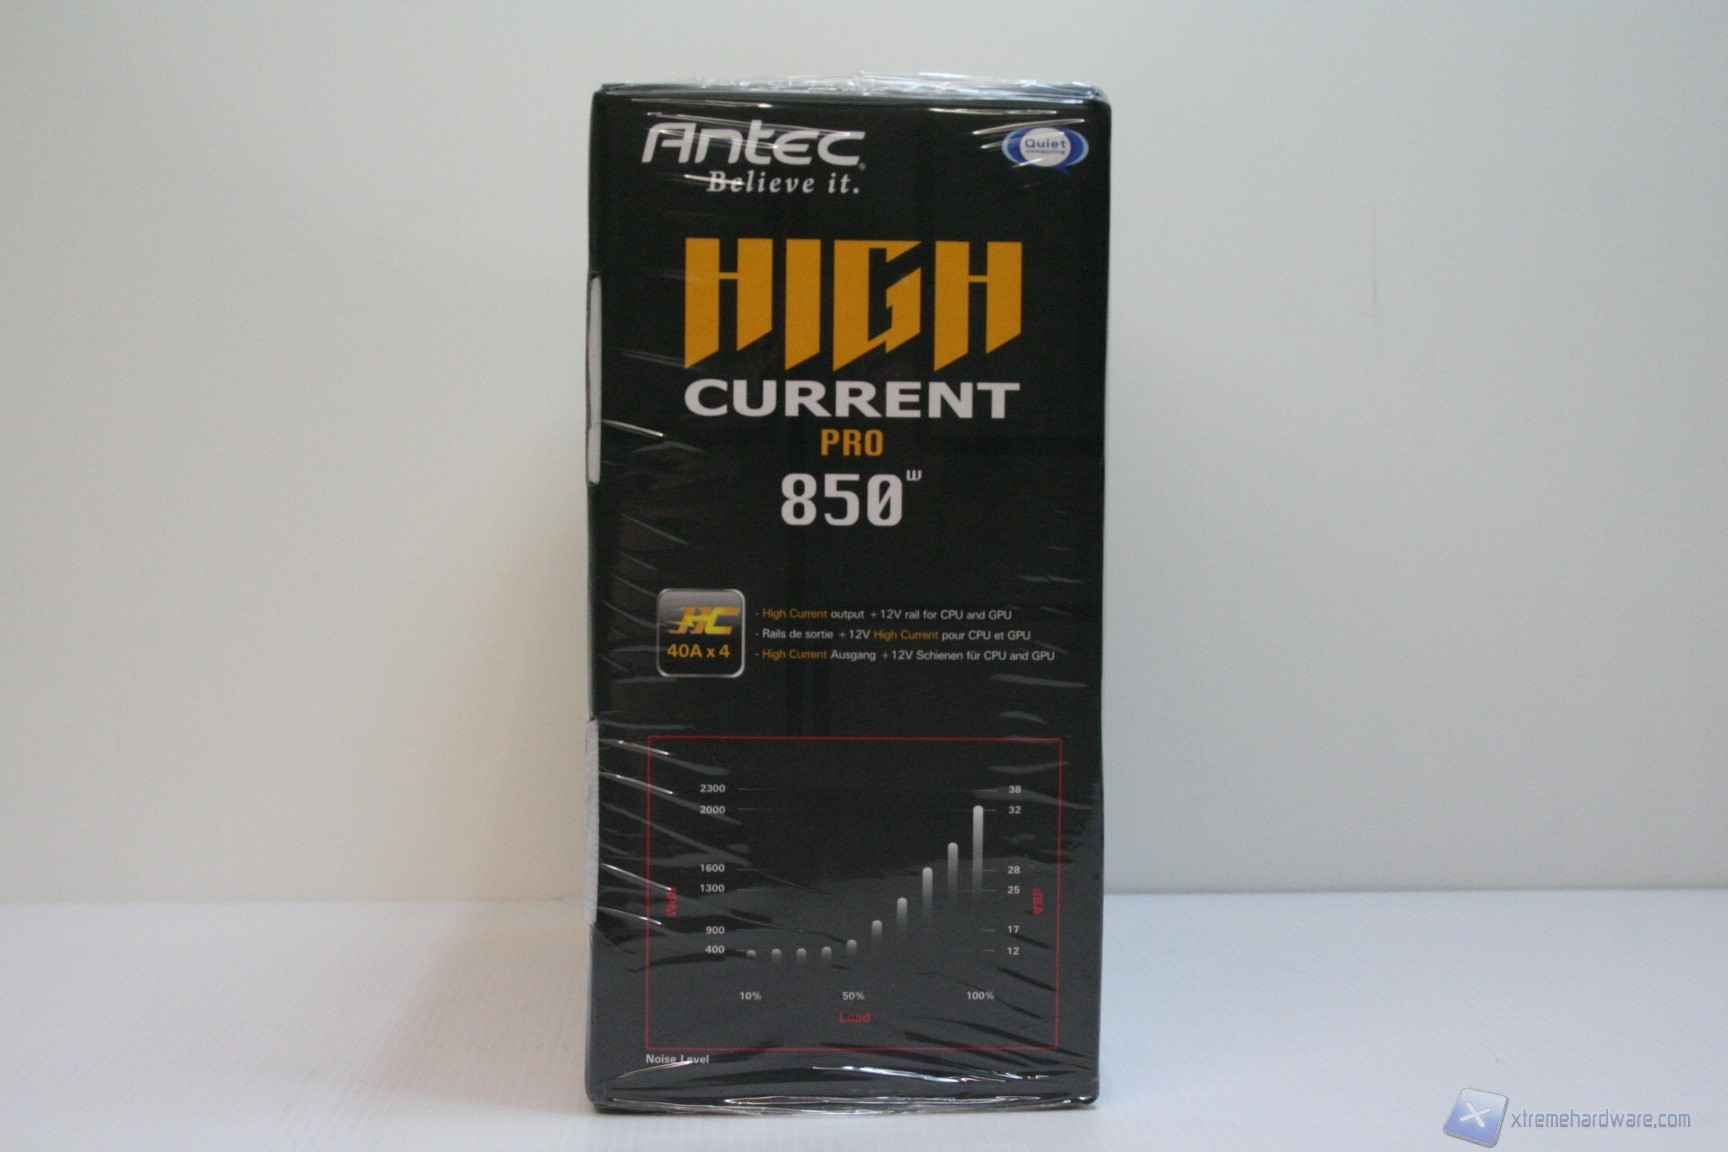 Antec®
Believe it.
Quiet
Computing
HIGH
CURRENT
PRO
850W
HC
40A x 4
- High Current output +12V rail for CPU and GPU
- Rails de sortie +12V High Current pour CPU et GPU
- High Current Ausgang +12V Schienen für CPU and GPU
2300
2000
1600
1300
900
400
RPM
38
32
28
25
17
12
dBA
10%
50%
100%
Load
Noise Level
xtremehardware.com